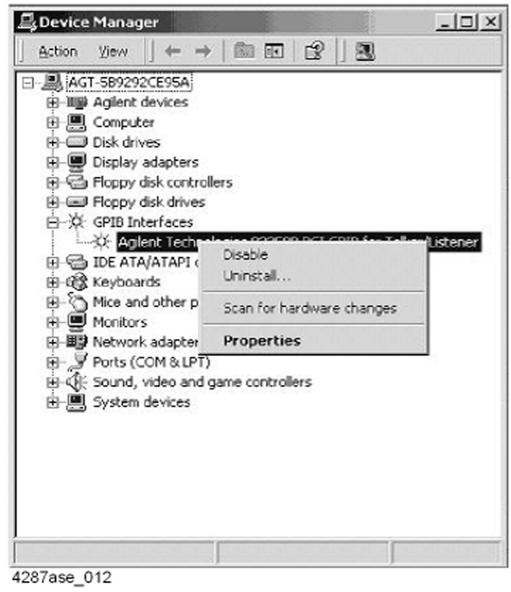 Device Manager
Action View
AGT-5B9292CE95A
Agilent devices
Computer
Disk drives
Display adapters
Floppy disk controllers
Floppy disk drives
GPIB Interfaces
Agilent Technologies PCI GPIB for Talker/Listener
Disable
IDE ATA/ATAPI
Uninstall...
Keyboards
Mice and other p
Scan for hardware changes
Monitors
Network adapter
Properties
Ports (COM & LPT)
Sound, video and game controllers
System devices
4287ase_012